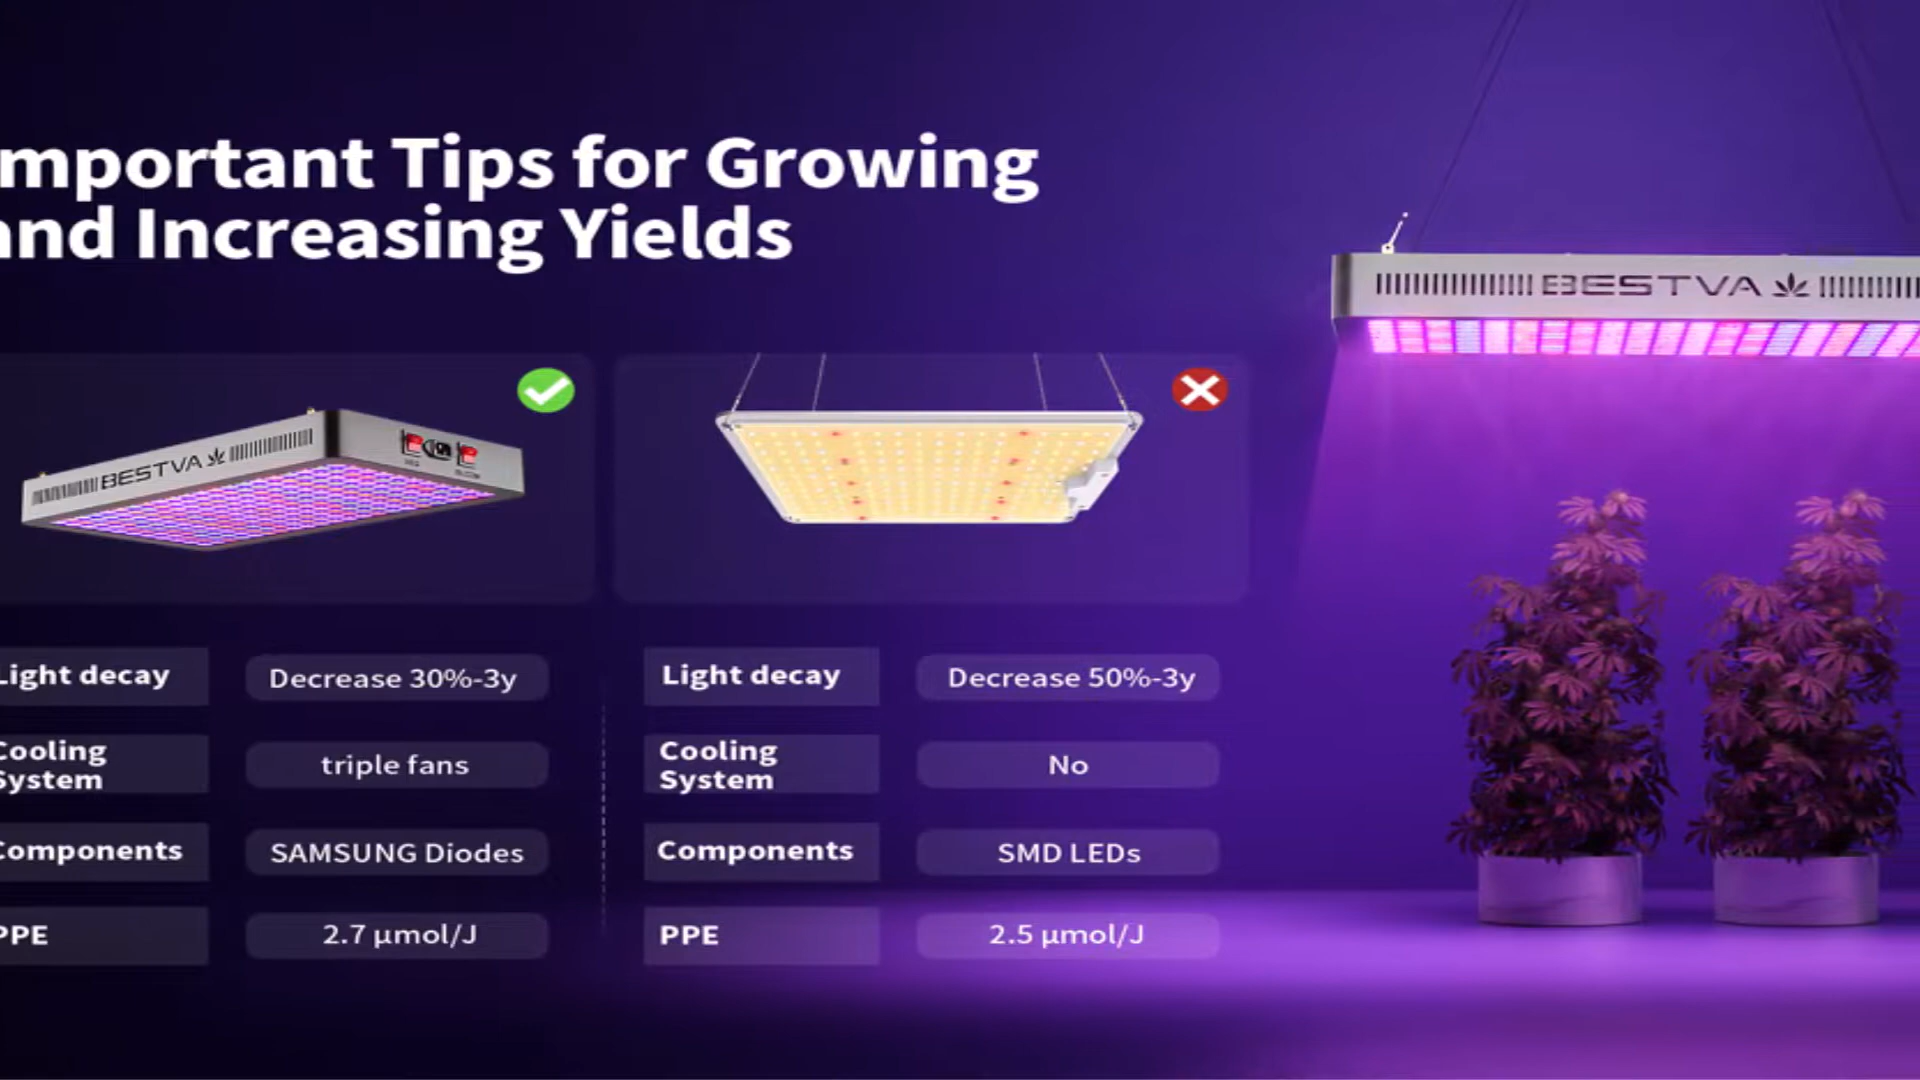 mportant Tips for Growing
and Increasing Yields
BESTVA
BESTVA
Light decay
Decrease 30%-3y
Light decay
Decrease 50%-3y
Cooling
System
triple fans
Cooling
System
No
Components
SAMSUNG Diodes
Components
SMD LEDs
PPE
2.7 µmol/J
PPE
2.5 µmol/J